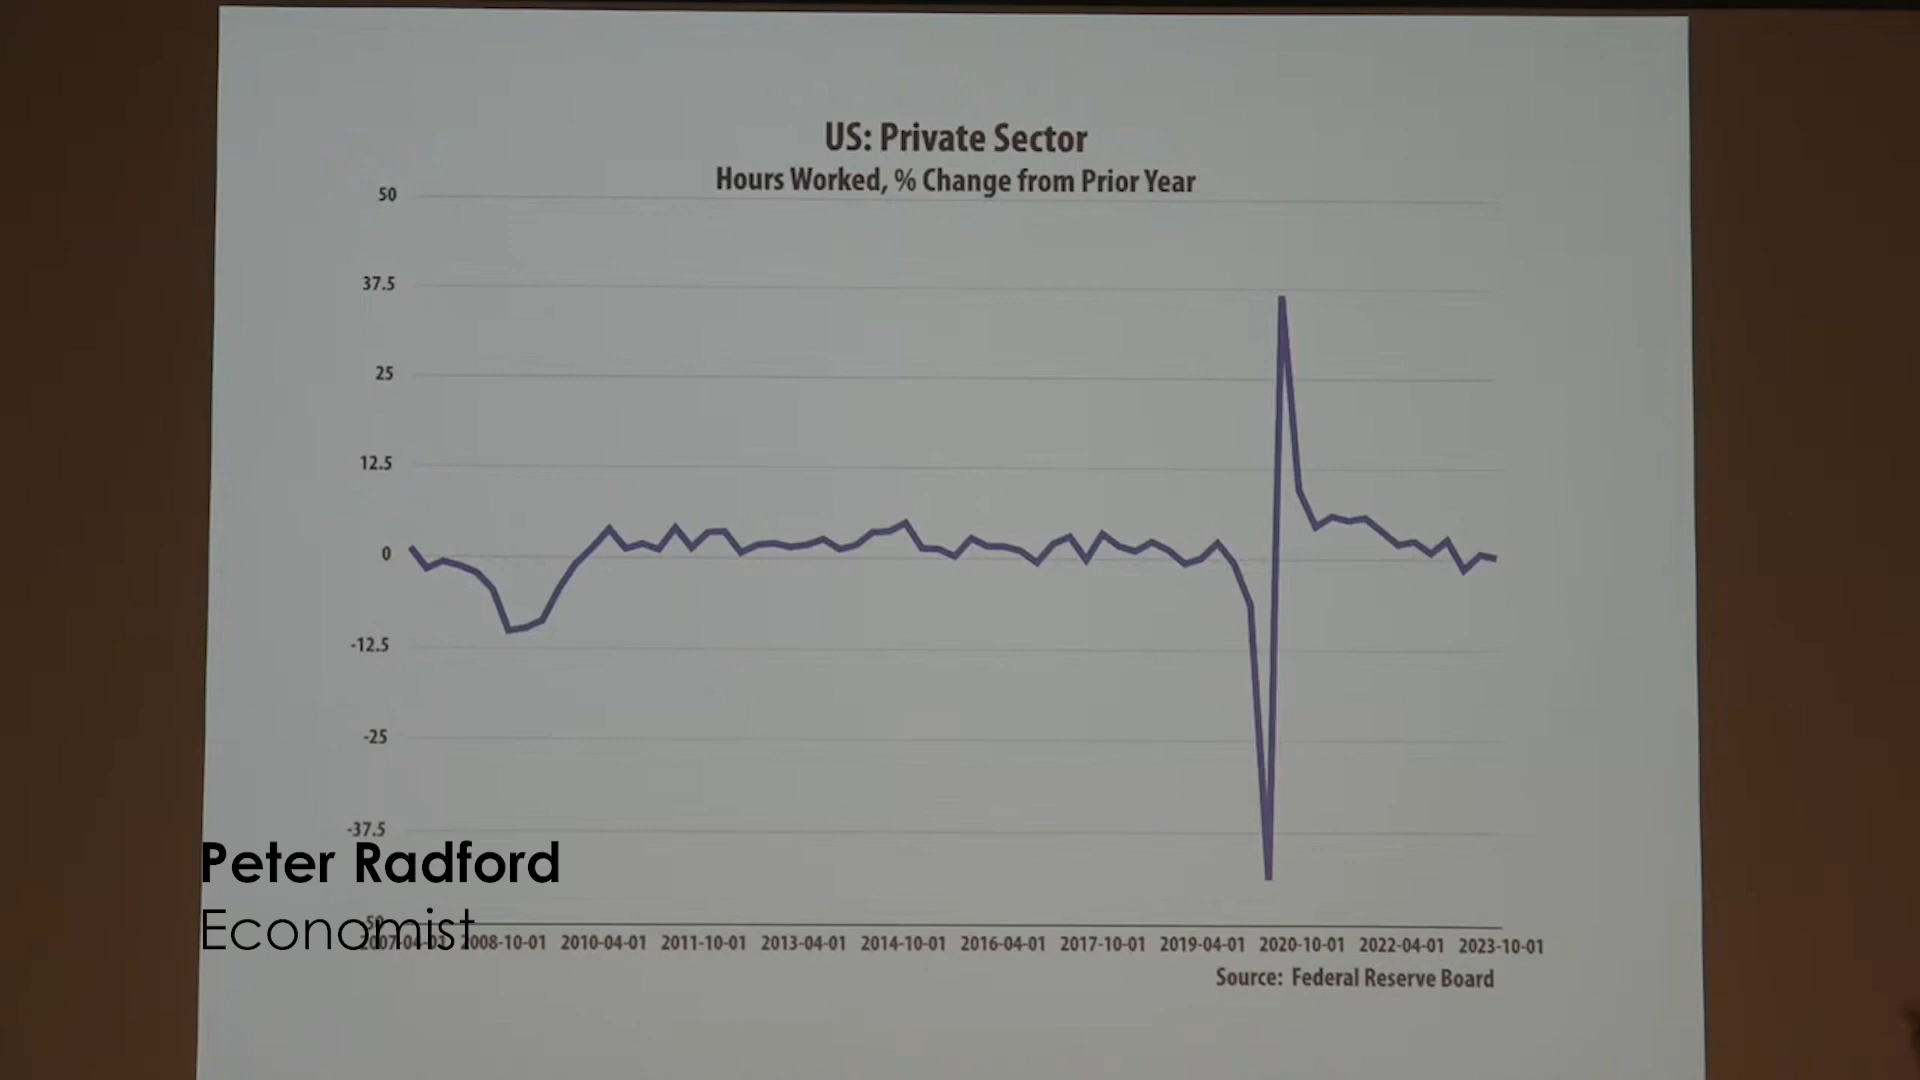 US: Private Sector
Hours Worked, % Change from Prior Year
50
37.5
25
12.5
0
-12.5
-25
-37.5
Peter Radford
Economist
2007-04-01 2008-10-01 2010-04-01 2011-10-01 2013-04-01 2014-10-01 2016-04-01 2017-10-01 2019-04-01 2020-10-01 2022-04-01 2023-10-01
Source: Federal Reserve Board